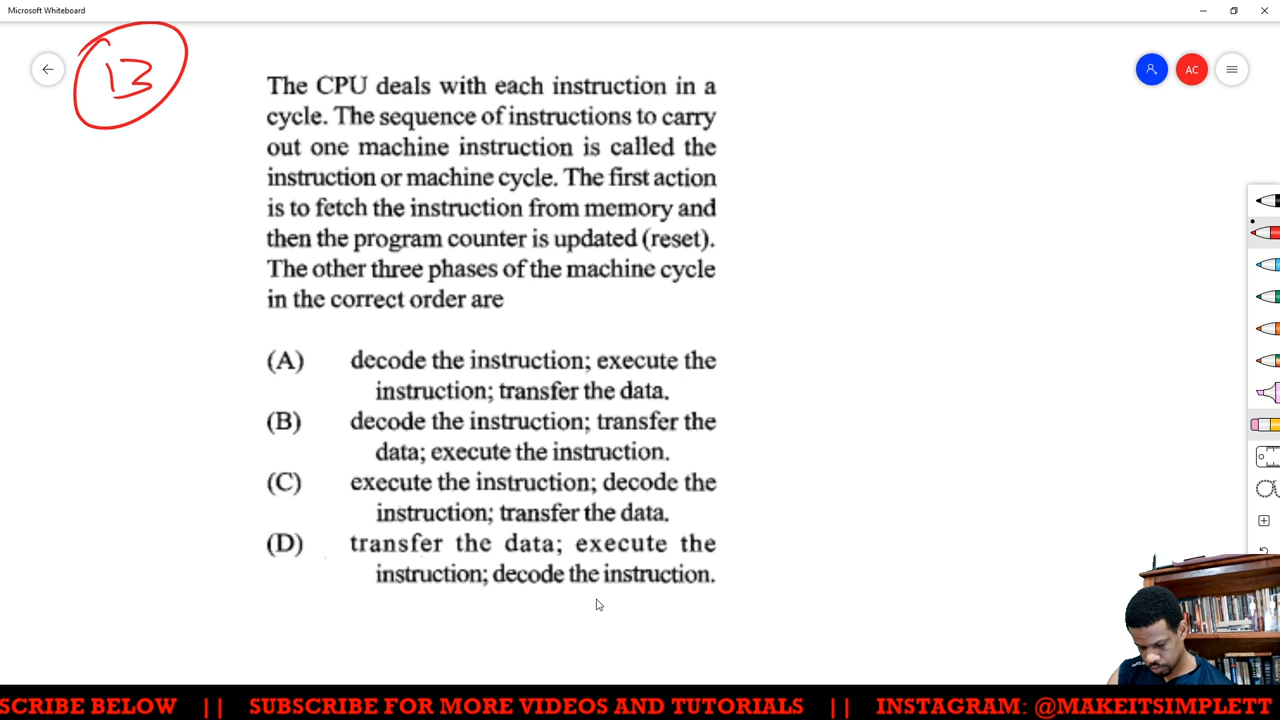 Microsoft Whiteboard
13
AC
The CPU deals with each instruction in a
cycle. The sequence of instructions to carry
out one machine instruction is called the
instruction or machine cycle. The first action
is to fetch the instruction from memory and
then the program counter is updated (reset).
The other three phases of the machine cycle
in the correct order are
(A) decode the instruction; execute the
instruction; transfer the data.
(B) decode the instruction; transfer the
data; execute the instruction.
(C) execute the instruction; decode the
instruction; transfer the data.
(D) transfer the data; execute the
instruction; decode the instruction.
SCRIBE BELOW || SUBSCRIBE FOR MORE VIDEOS AND TUTORIALS || INSTAGRAM: @MAKEITSIMPLETT